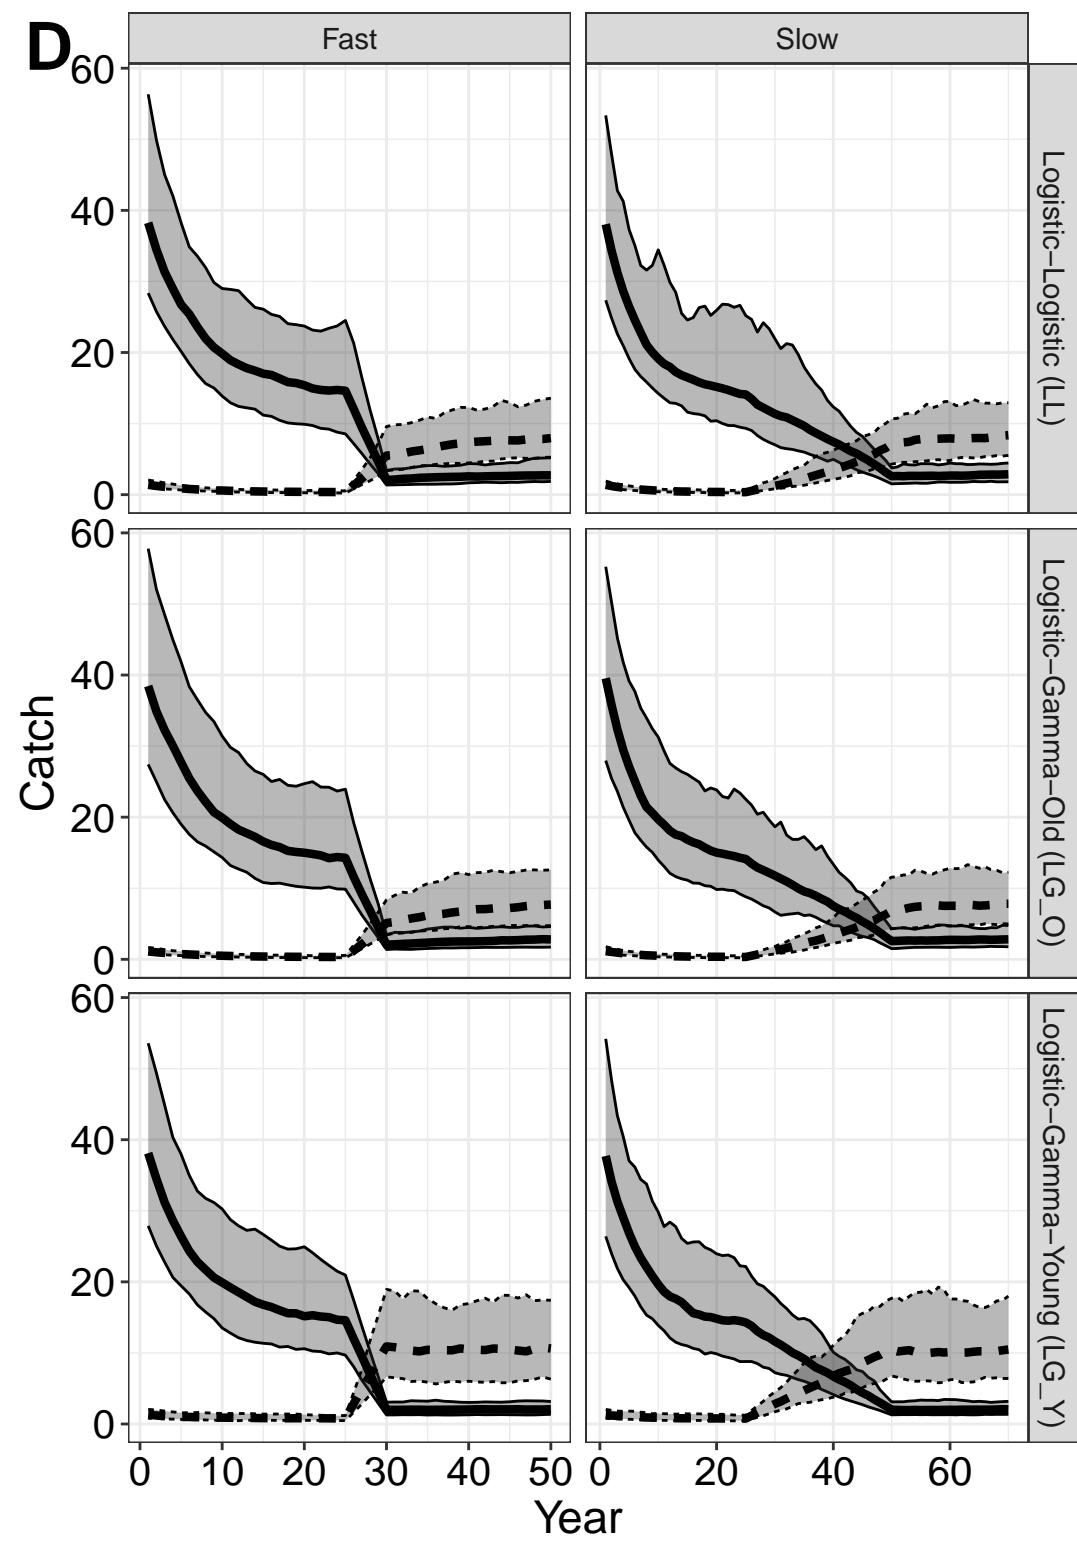 D
Fast
Slow
60
40
20
0
Logistic–Logistic (LL)
60
40
20
0
Logistic–Gamma–Old (LG_O)
60
40
20
0
Logistic–Gamma–Young (LG_Y)
Catch
0 10 20 30 40 50
0 20 40 60
Year